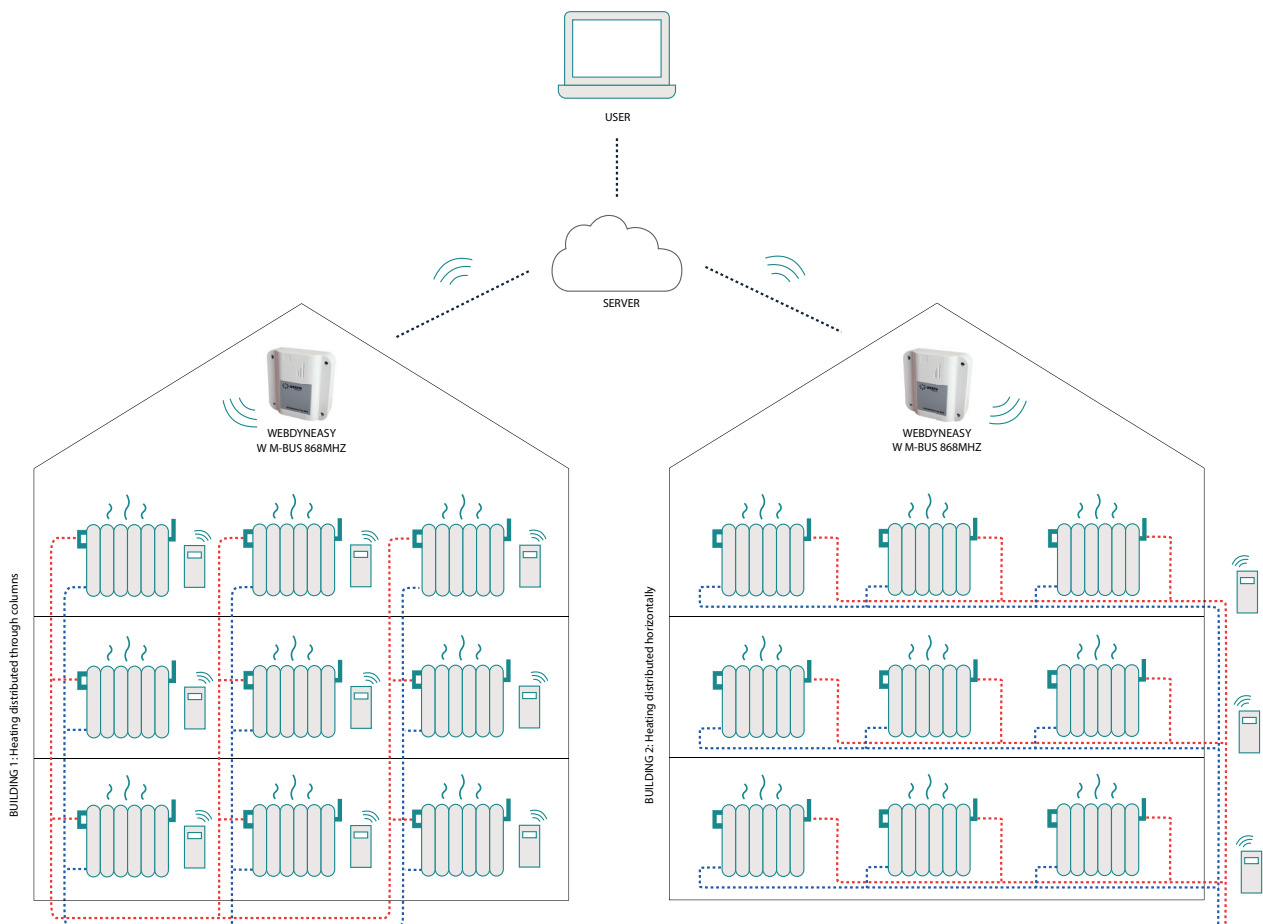 USER
SERVER
WEBDYNEASY
W M-BUS 868MHZ
WEBDYNEASY
W M-BUS 868MHZ
BUILDING 1: Heating distributed through columns
BUILDING 2: Heating distributed horizontally